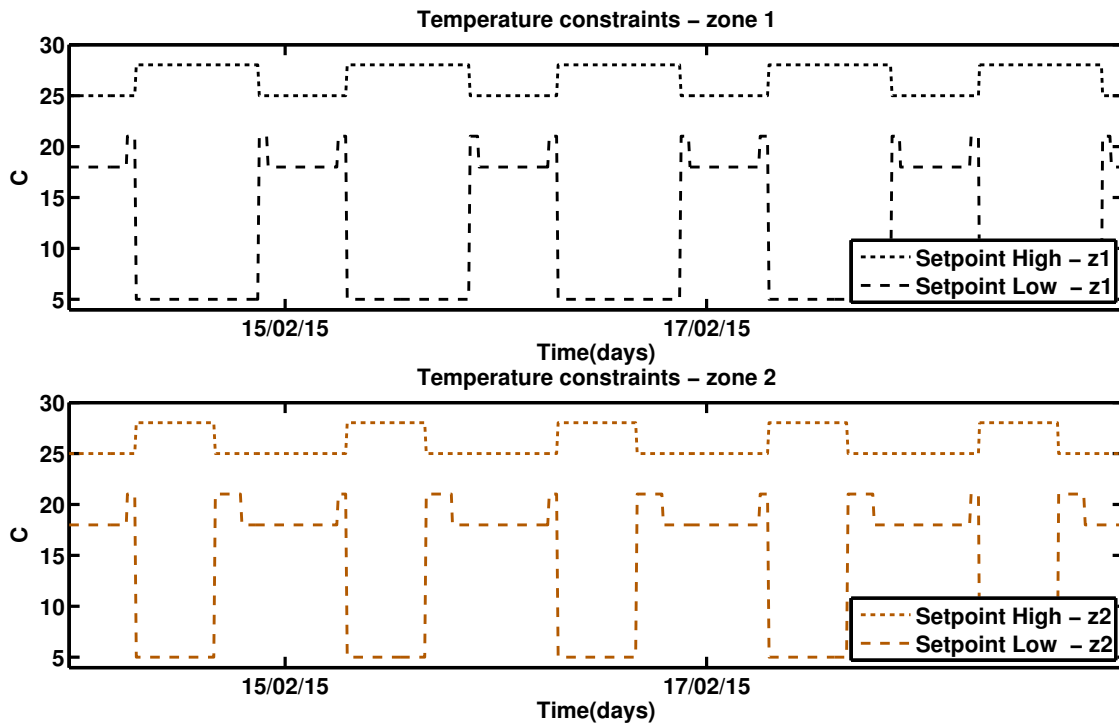 Temperature constraints – zone 1
30
25
20
15
10
5
C
Setpoint High – z1
Setpoint Low – z1
15/02/15
17/02/15
Time(days)
Temperature constraints – zone 2
30
25
20
15
10
5
C
Setpoint High – z2
Setpoint Low – z2
15/02/15
17/02/15
Time(days)